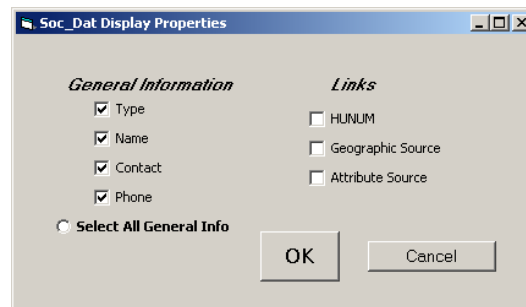 Soc_Dat Display Properties
General Information
Type
Name
Contact
Phone
Select All General Info
Links
HUNUM
Geographic Source
Attribute Source
OK
Cancel